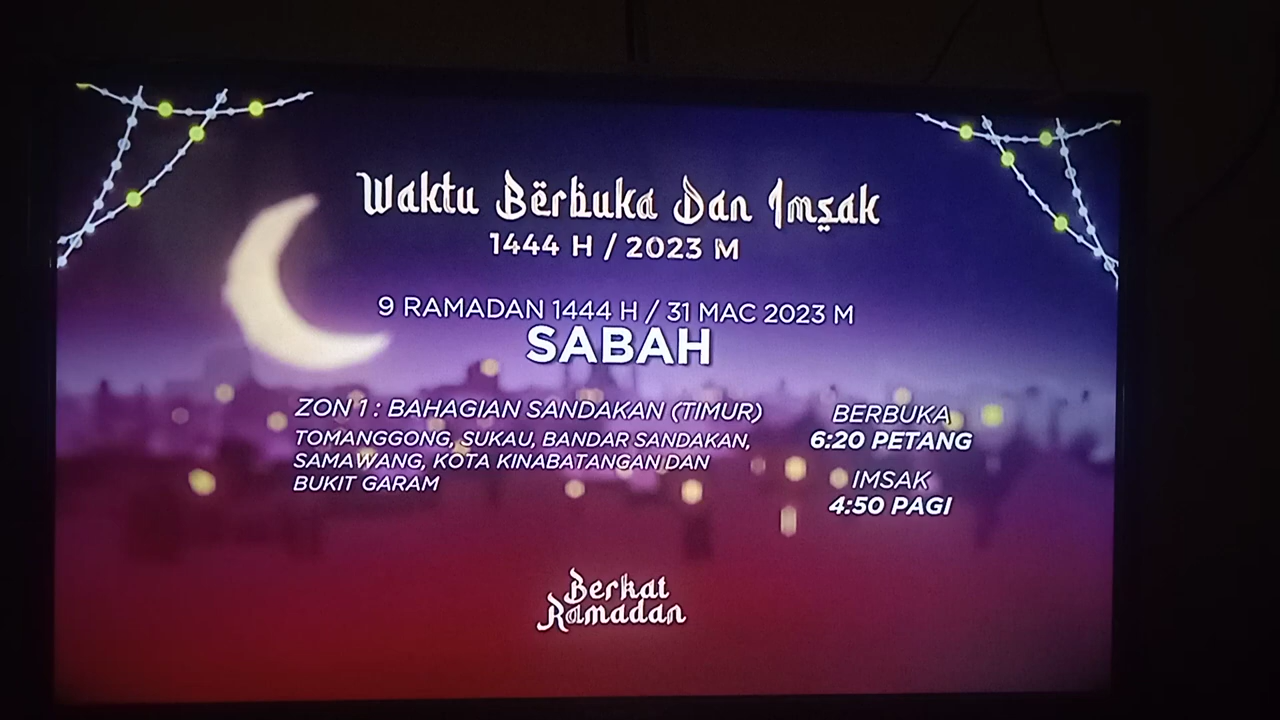 Waktu Berbuka Dan Imsak
1444 H / 2023 M
9 RAMADAN 1444 H / 31 MAC 2023 M
SABAH
ZON 1 : BAHAGIAN SANDAKAN (TIMUR)
TOMANGGONG, SUKAU, BANDAR SANDAKAN,
SAMAWANG, KOTA KINABATANGAN DAN
BUKIT GARAM
BERBUKA
6:20 PETANG
IMSAK
4:50 PAGI
Berkat
Ramadan